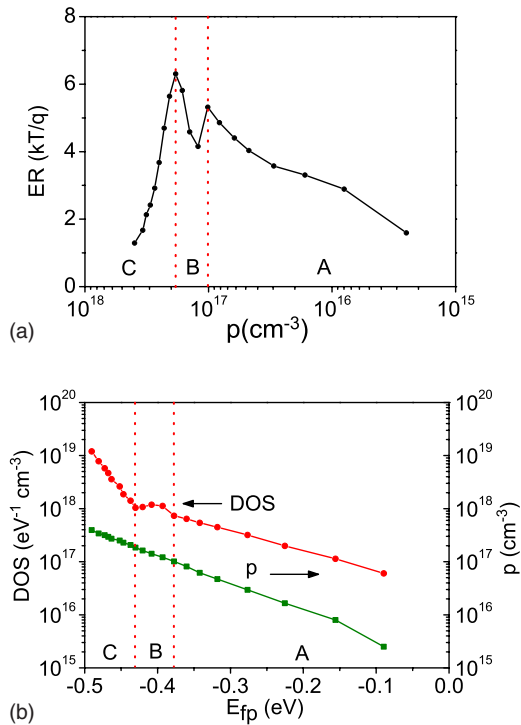 8
6
4
2
0
ER (kT/q)
C
B
A
10^18
10^17
10^16
10^15
p(cm^-3)
(a)
10^20
10^19
10^18
10^17
10^16
10^15
DOS (eV^-1 cm^-3)
DOS
p
C
B
A
10^20
10^19
10^18
10^17
10^16
10^15
p (cm^-3)
-0.5
-0.4
-0.3
-0.2
-0.1
0.0
E_fp (eV)
(b)